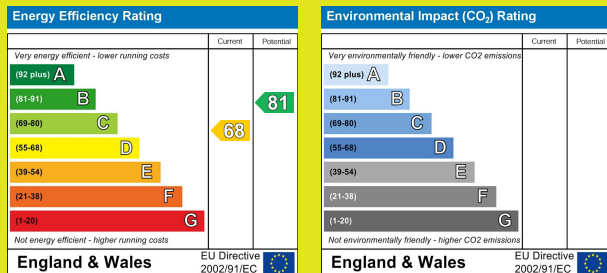 Energy Efficiency Rating
Current Potential
Very energy efficient - lower running costs
(92 plus) A
(81-91) B
(69-80) C
(55-68) D
(39-54) E
(21-38) F
(1-20) G
68
81
Not energy efficient - higher running costs
England & Wales
EU Directive
2002/91/EC
Environmental Impact (CO₂) Rating
Current Potential
Very environmentally friendly - lower CO2 emissions
(92 plus) A
(81-91) B
(69-80) C
(55-68) D
(39-54) E
(21-38) F
(1-20) G
Not environmentally friendly - higher CO2 emissions
England & Wales
EU Directive
2002/91/EC